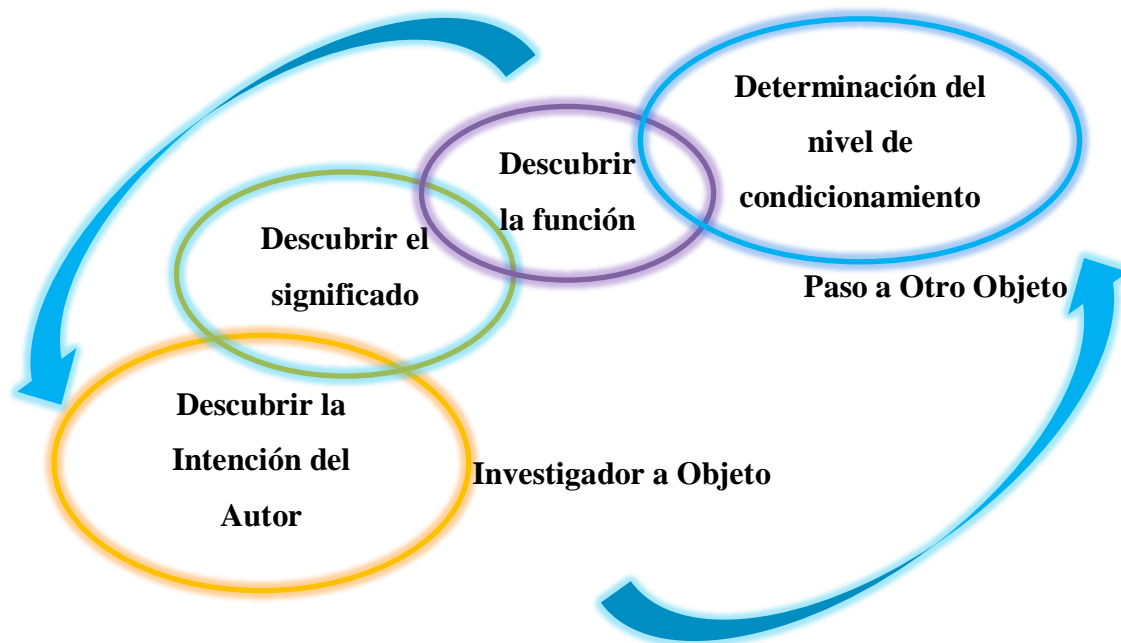 Determinación del
nivel de
condicionamiento
Descubrir
la función
Descubrir el
significado
Paso a Otro Objeto
Descubrir la
Intención del
Autor
Investigador a Objeto